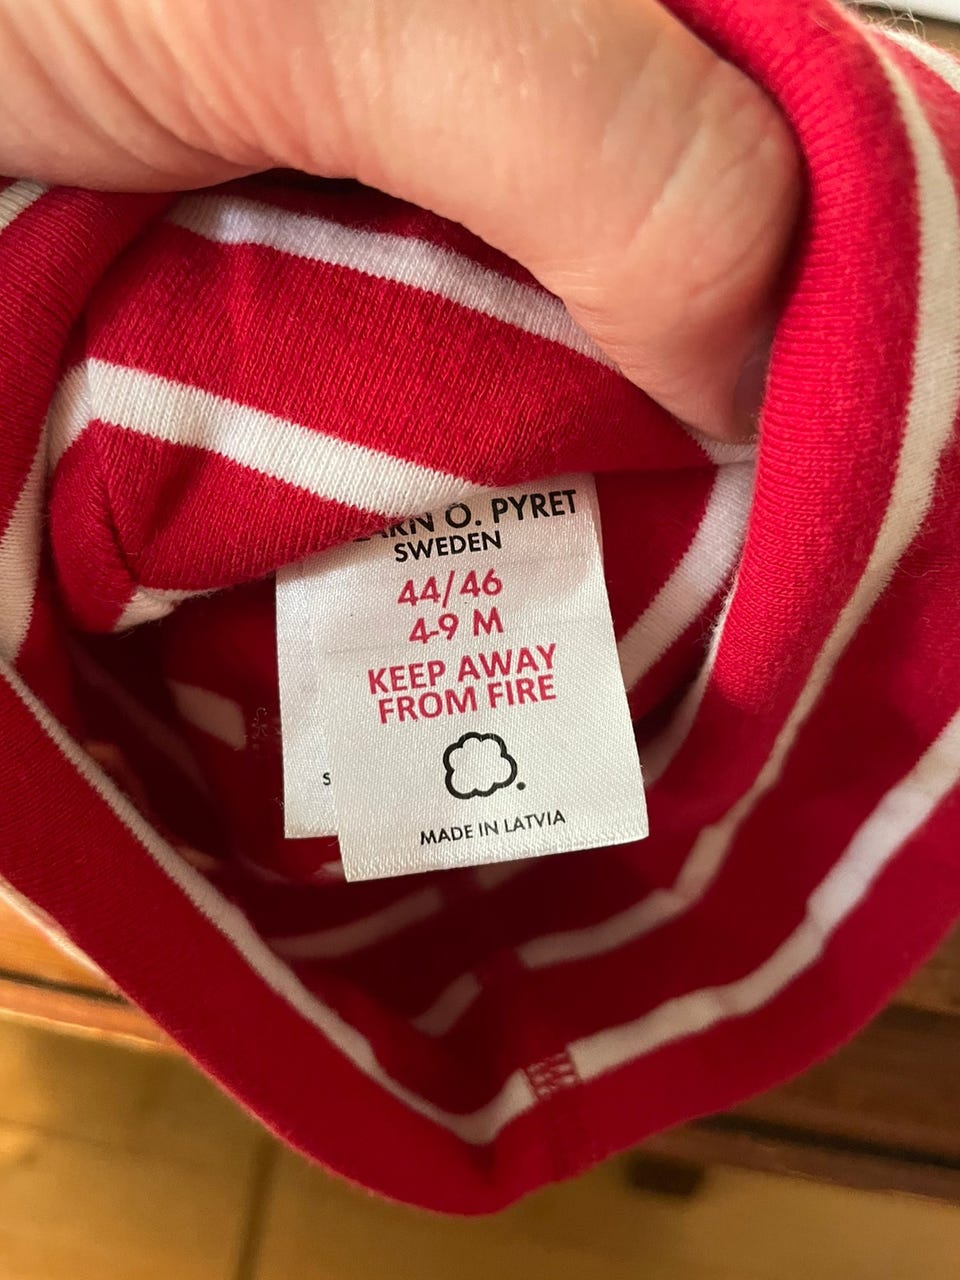 O. PYRET
SWEDEN
44/46
4-9 M
KEEP AWAY
FROM FIRE
MADE IN LATVIA